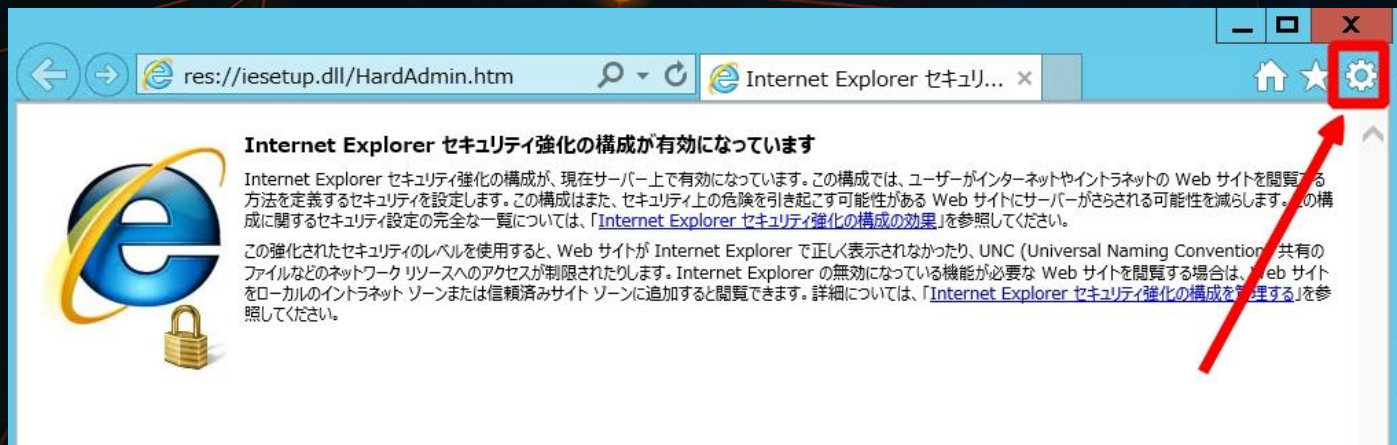 res://iesetup.dll/HardAdmin.htm
Internet Explorer セキュリ...
Internet Explorer セキュリティ強化の構成が有効になっています
Internet Explorer セキュリティ強化の構成が、現在サーバー上で有効になっています。この構成では、ユーザーがインターネットやイントラネットの Web サイトを閲覧する
方法を定義するセキュリティを設定します。この構成はまた、セキュリティ上の危険を引き起こす可能性がある Web サイトにサーバーがさらされる可能性を減らします。この構
成に関するセキュリティ設定の完全な一覧については、「Internet Explorer セキュリティ強化の構成の効果」を参照してください。
この強化されたセキュリティのレベルを使用すると、Web サイトが Internet Explorer で正しく表示されなかったり、UNC (Universal Naming Convention) 共有の
ファイルなどのネットワーク リソースへのアクセスが制限されたりします。Internet Explorer の無効になっている機能が必要な Web サイトを閲覧する場合は、Web サイト
をローカルのイントラネット ゾーンまたは信頼済みサイト ゾーンに追加すると閲覧できます。詳細については、「Internet Explorer セキュリティ強化の構成を管理する」を参
照してください。